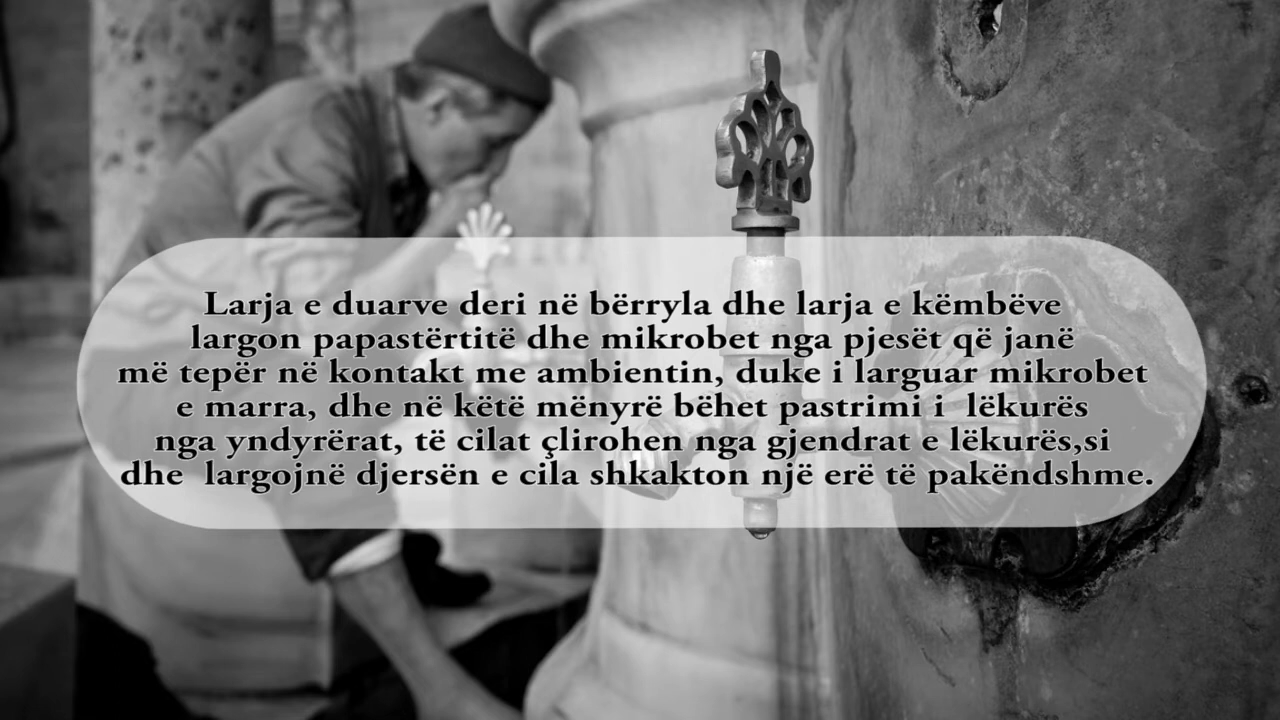 Larja e duarve deri në bërryla dhe larja e këmbëve
largon papastërtitë dhe mikrobet nga pjesët që janë
më tepër në kontakt me ambientin, duke i larguar mikrobet
e marra, dhe në këtë mënyrë bëhet pastrimi i  lëkurës
nga yndyrërat, të cilat çlirohen nga gjendrat e lëkurës,si
dhe  largojnë djersën e cila shkakton një erë të pakëndshme.